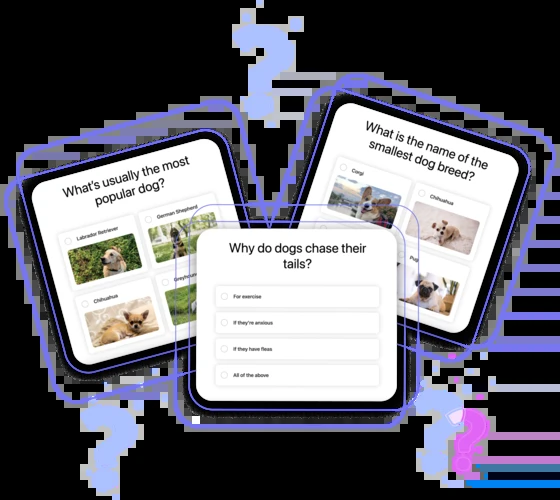 What's usually the most
popular dog?
Labrador Retriever
German Shepherd
Chihuahua
Greyhound
What is the name of the
smallest dog breed?
Corgi
Chihuahua
Pug
Why do dogs chase their
tails?
For exercise
If they're anxious
If they have fleas
All of the above
?
?
?
?